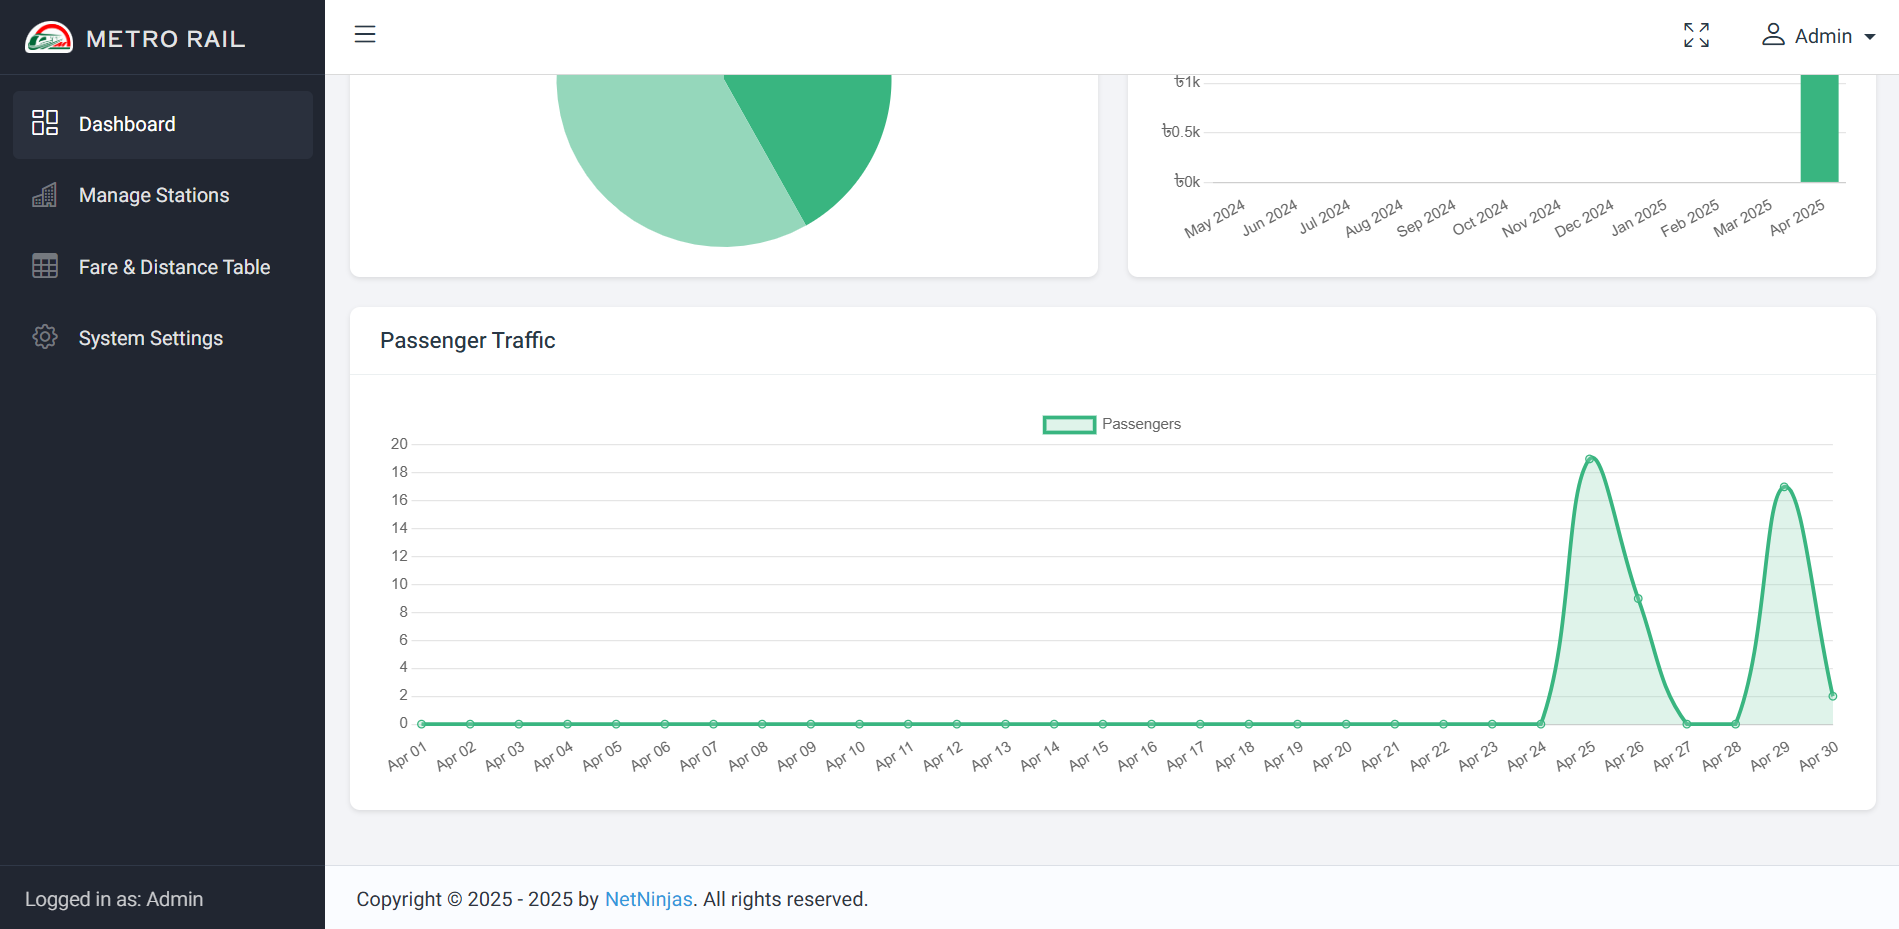 METRO RAIL
Admin
Dashboard
Manage Stations
Fare & Distance Table
System Settings
Logged in as: Admin
৳1k
৳0.5k
৳0k
May 2024
Jun 2024
Jul 2024
Aug 2024
Sep 2024
Oct 2024
Nov 2024
Dec 2024
Jan 2025
Feb 2025
Mar 2025
Apr 2025
Passenger Traffic
Passengers
20
18
16
14
12
10
8
6
4
2
0
Apr 01
Apr 02
Apr 03
Apr 04
Apr 05
Apr 06
Apr 07
Apr 08
Apr 09
Apr 10
Apr 11
Apr 12
Apr 13
Apr 14
Apr 15
Apr 16
Apr 17
Apr 18
Apr 19
Apr 20
Apr 21
Apr 22
Apr 23
Apr 24
Apr 25
Apr 26
Apr 27
Apr 28
Apr 29
Apr 30
Copyright © 2025 - 2025 by NetNinjas. All rights reserved.